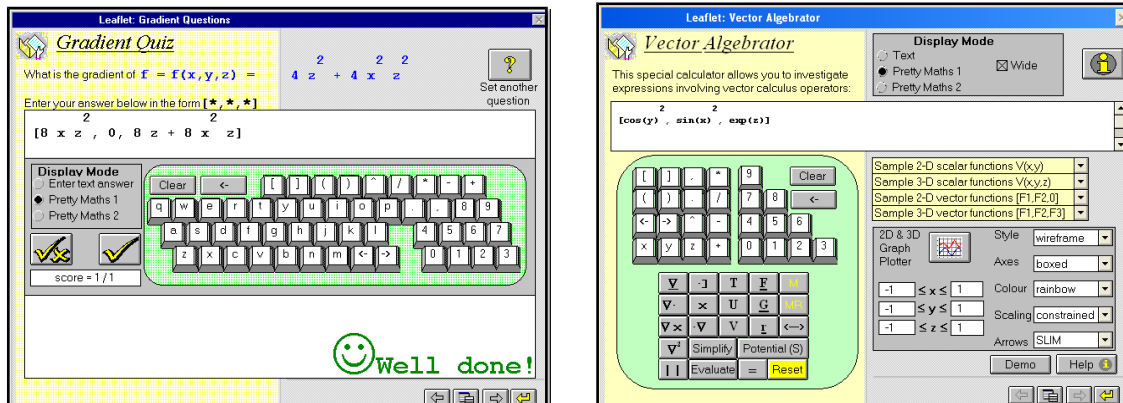 Leaflet: Gradient Questions
Gradient Quiz
What is the gradient of f = f(x,y,z) = 4 z² + 4 x² z²
Set another question
Enter your answer below in the form [*,*,*]
[8 x z², 0, 8 z + 8 x² z]
Display Mode
Enter text answer
Pretty Maths 1
Pretty Maths 2
score = 1 / 1
Clear <- [ ] ( ) ^ / * - +
q w e r t y u i o p . , 8 9
a s d f g h j k l 4 5 6 7
z x c v b n m <- -> 0 1 2 3
Well done!
Leaflet: Vector Algebrator
Vector Algebrator
This special calculator allows you to investigate
expressions involving vector calculus operators:
Display Mode
Text
Pretty Maths 1
Pretty Maths 2
Wide
[cos(y)², sin(x)², exp(z)]
[ ] , * 9 Clear
( ) . / 7 8 <-
<- -> ^ - 4 5 6
x y z + 0 1 2 3
∇ ·] T F M
∇· × U G MR
∇× ·∇ V r <--->
∇² Simplify Potential (S)
| | Evaluate = Reset
Sample 2-D scalar functions V(x,y)
Sample 3-D scalar functions V(x,y,z)
Sample 2-D vector functions [F1,F2,0]
Sample 3-D vector functions [F1,F2,F3]
2D & 3D
Graph
Plotter
-1 ≤ x ≤ 1
-1 ≤ y ≤ 1
-1 ≤ z ≤ 1
Style wireframe
Axes boxed
Colour rainbow
Scaling constrained
Arrows SLIM
Demo Help